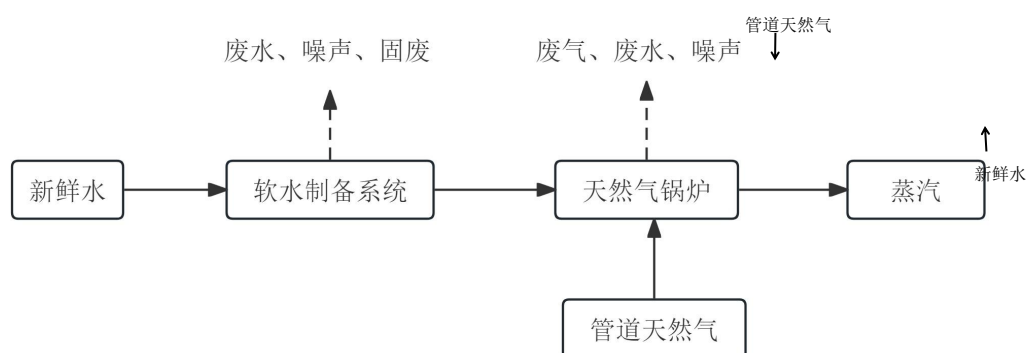 管道天然气
废水、噪声、固废
废气、废水、噪声
新鲜水
软水制备系统
天然气锅炉
蒸汽
新鲜水
管道天然气